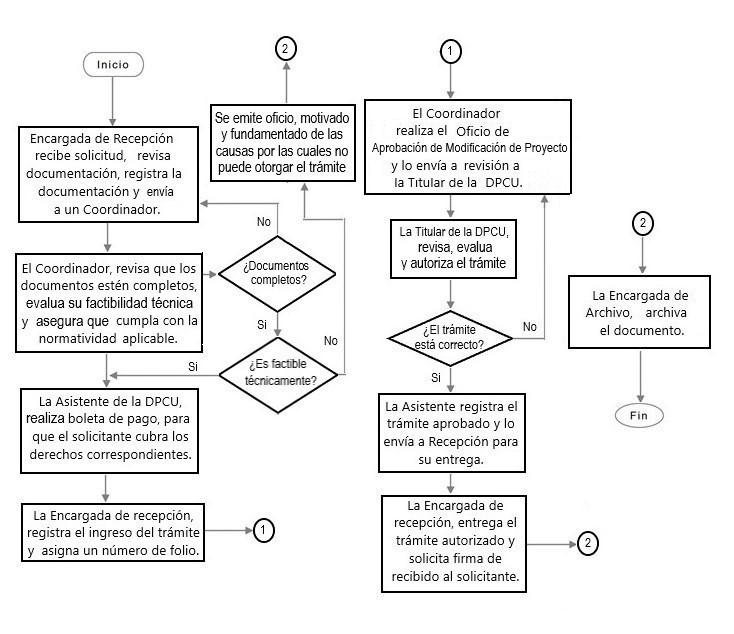 Inicio
Encargada de Recepción
recibe solicitud, revisa
documentación, registra la
documentación y envía
a un Coordinador.
El Coordinador, revisa que los
documentos estén completos,
evalua su factibilidad técnica
y asegura que cumpla con la
normatividad aplicable.
La Asistente de la DPCU,
realiza boleta de pago, para
que el solicitante cubra los
derechos correspondientes.
La Encargada de recepción,
registra el ingreso del trámite
y asigna un número de folio.
1
2
Se emite oficio, motivado
y fundamentado de las
causas por las cuales no
puede otorgar el trámite
No
¿Documentos
completos?
Si
No
¿Es factible
técnicamente?
Si
1
El Coordinador
realiza el Oficio de
Aprobación de Modificación de Proyecto
y lo envía a revisión a
la Titular de la DPCU.
La Titular de la DPCU,
revisa, evalua
y autoriza el trámite
¿El trámite
está correcto?
No
Si
La Asistente registra el
trámite aprobado y lo
envía a Recepción para
su entrega.
La Encargada de
recepción, entrega el
trámite autorizado y
solicita firma de
recibido al solicitante.
2
2
La Encargada de
Archivo, archiva
el documento.
Fin